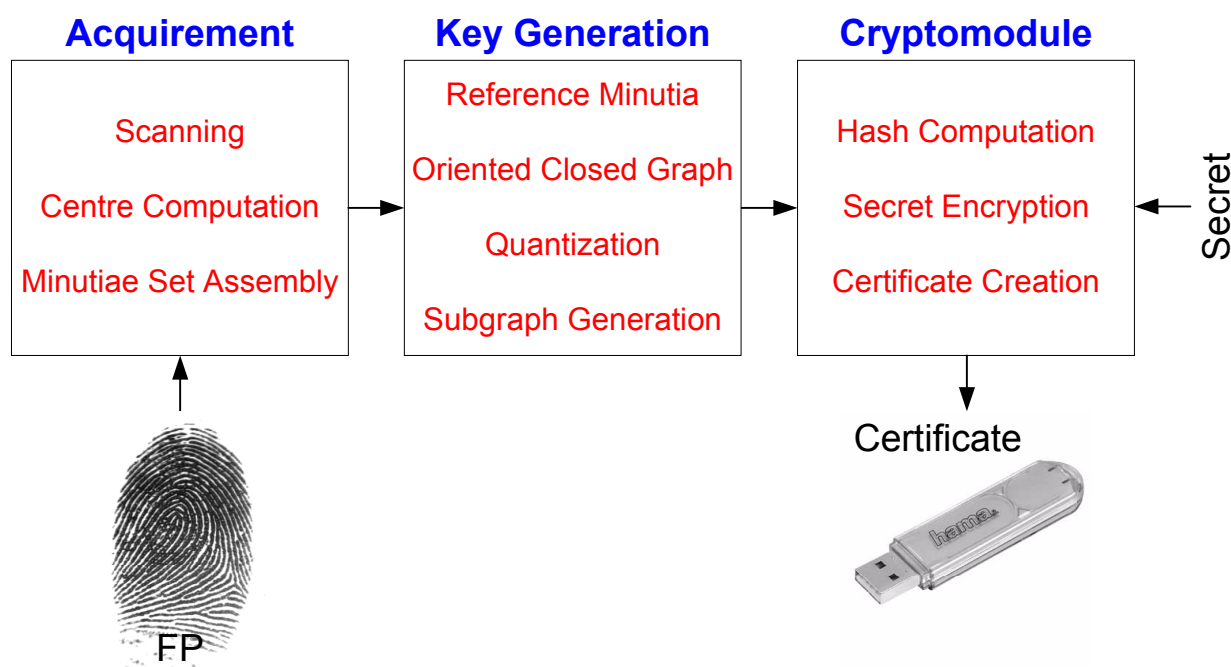 Acquirement
Scanning
Centre Computation
Minutiae Set Assembly
FP
Key Generation
Reference Minutia
Oriented Closed Graph
Quantization
Subgraph Generation
Cryptomodule
Hash Computation
Secret Encryption
Certificate Creation
Secret
Certificate
hama